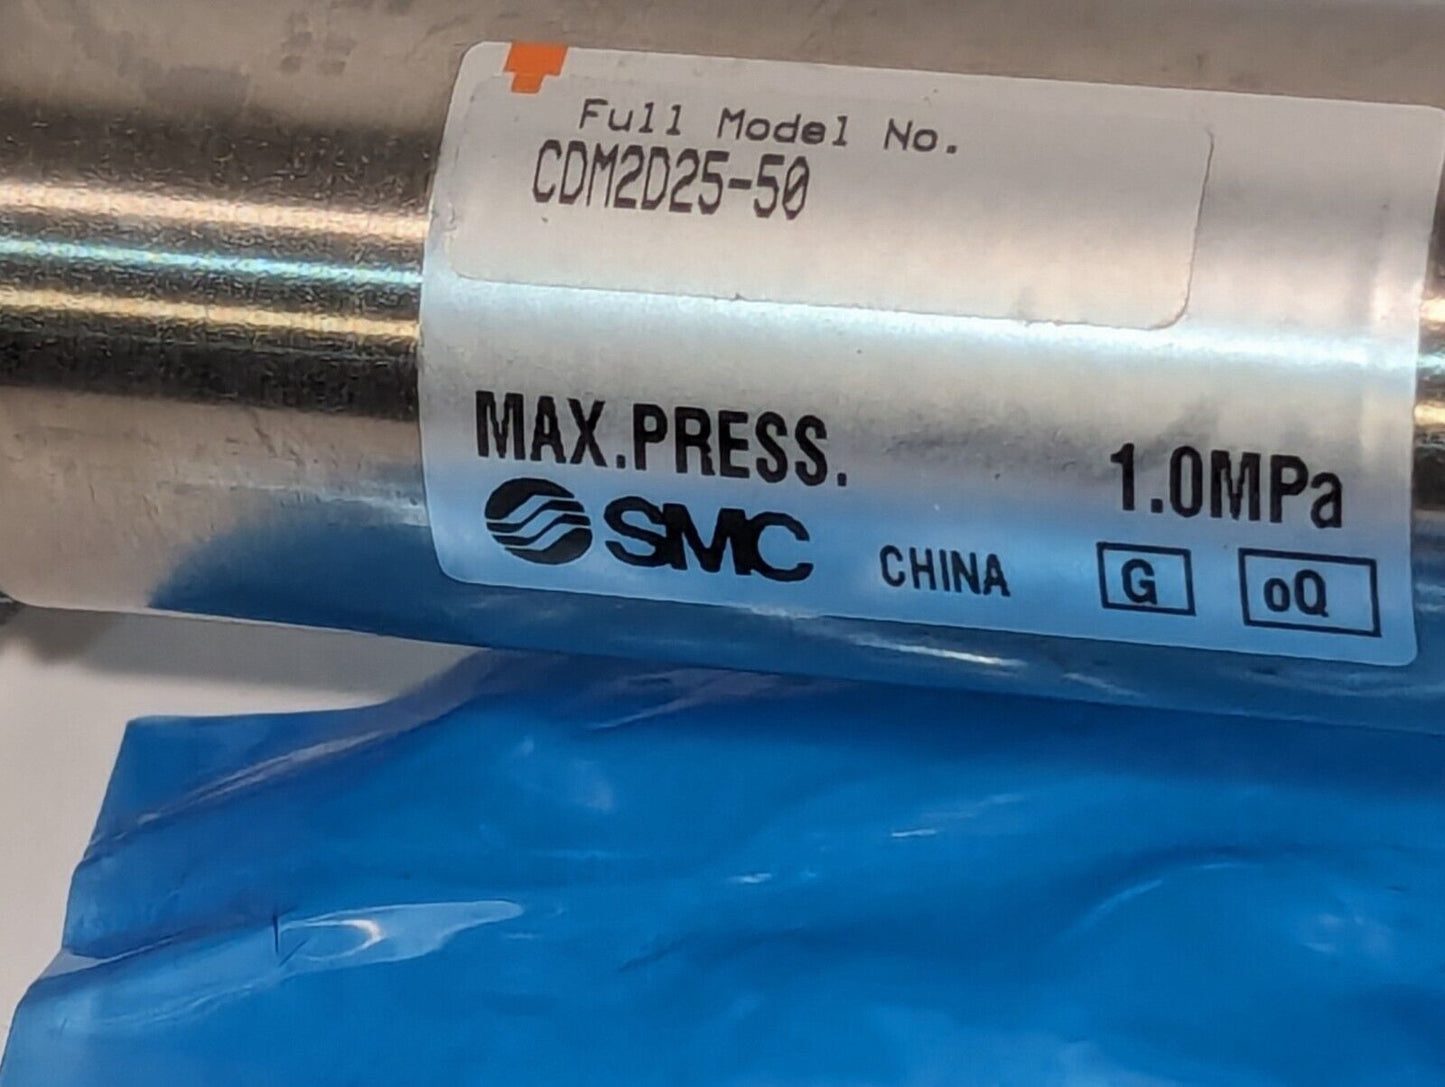 Full Model No.
CDM2D25-50
MAX.PRESS. 1.0MPa
SMC CHINA G oQ